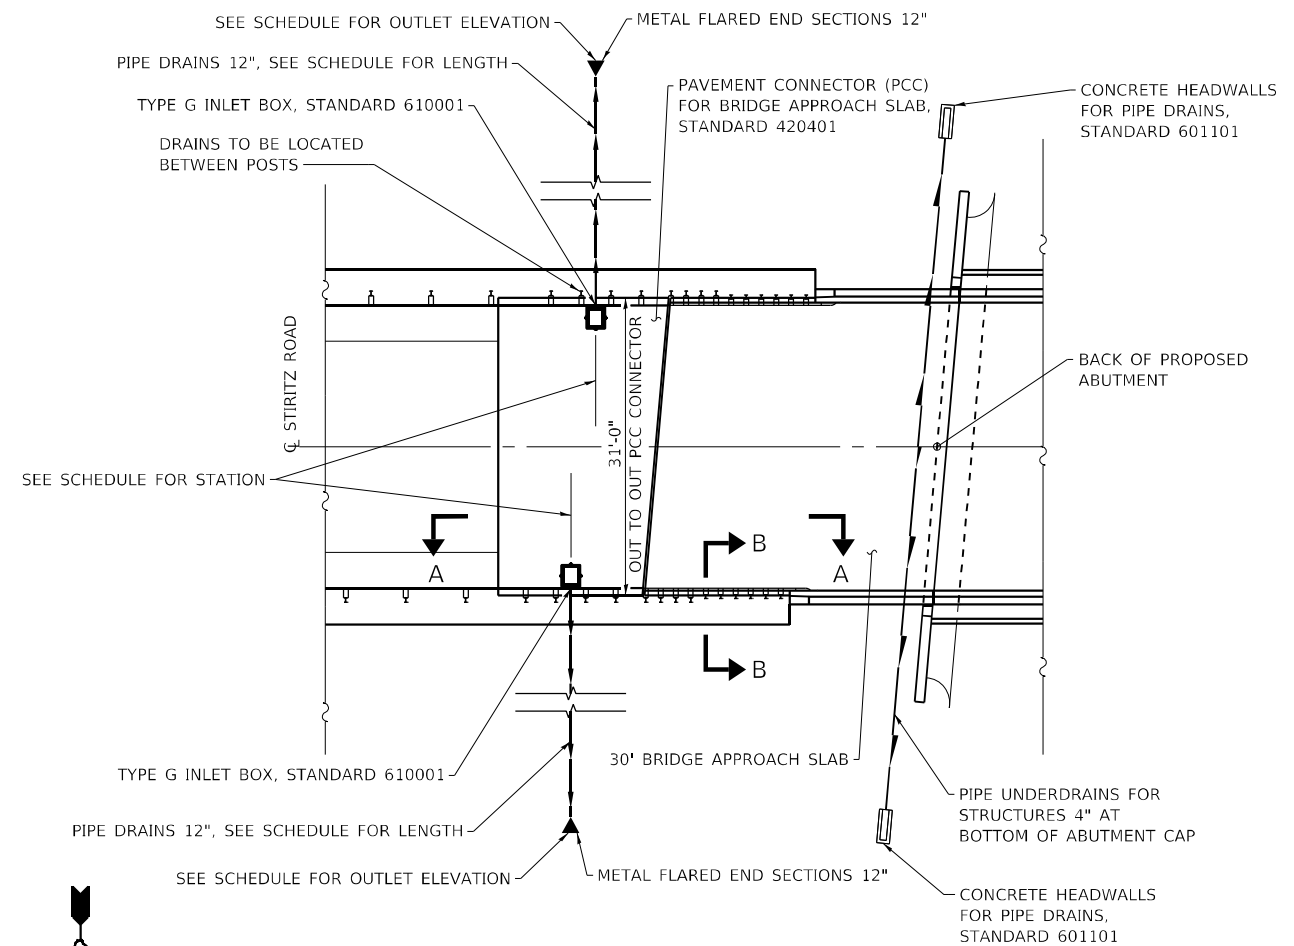 SEE SCHEDULE FOR OUTLET ELEVATION
METAL FLARED END SECTIONS 12"
PIPE DRAINS 12", SEE SCHEDULE FOR LENGTH
TYPE G INLET BOX, STANDARD 610001
DRAINS TO BE LOCATED
BETWEEN POSTS
PAVEMENT CONNECTOR (PCC)
FOR BRIDGE APPROACH SLAB,
STANDARD 420401
CONCRETE HEADWALLS
FOR PIPE DRAINS,
STANDARD 601101
℄ STIRITZ ROAD
31'-0"
OUT TO OUT PCC CONNECTOR
BACK OF PROPOSED
ABUTMENT
SEE SCHEDULE FOR STATION
A
B
A
B
30' BRIDGE APPROACH SLAB
TYPE G INLET BOX, STANDARD 610001
PIPE DRAINS 12", SEE SCHEDULE FOR LENGTH
SEE SCHEDULE FOR OUTLET ELEVATION
METAL FLARED END SECTIONS 12"
PIPE UNDERDRAINS FOR
STRUCTURES 4" AT
BOTTOM OF ABUTMENT CAP
CONCRETE HEADWALLS
FOR PIPE DRAINS,
STANDARD 601101